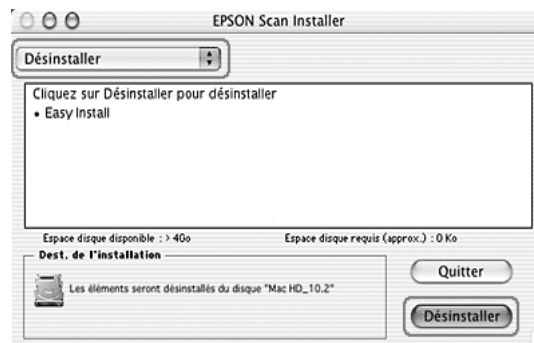 EPSON Scan Installer
Désinstaller
Cliquez sur Désinstaller pour désinstaller
• Easy Install
Espace disque disponible : > 4Go Espace disque requis (approx.) : 0 Ko
Dest. de l'installation
Les éléments seront désinstallés du disque "Mac HD_10.2"
Quitter
Désinstaller